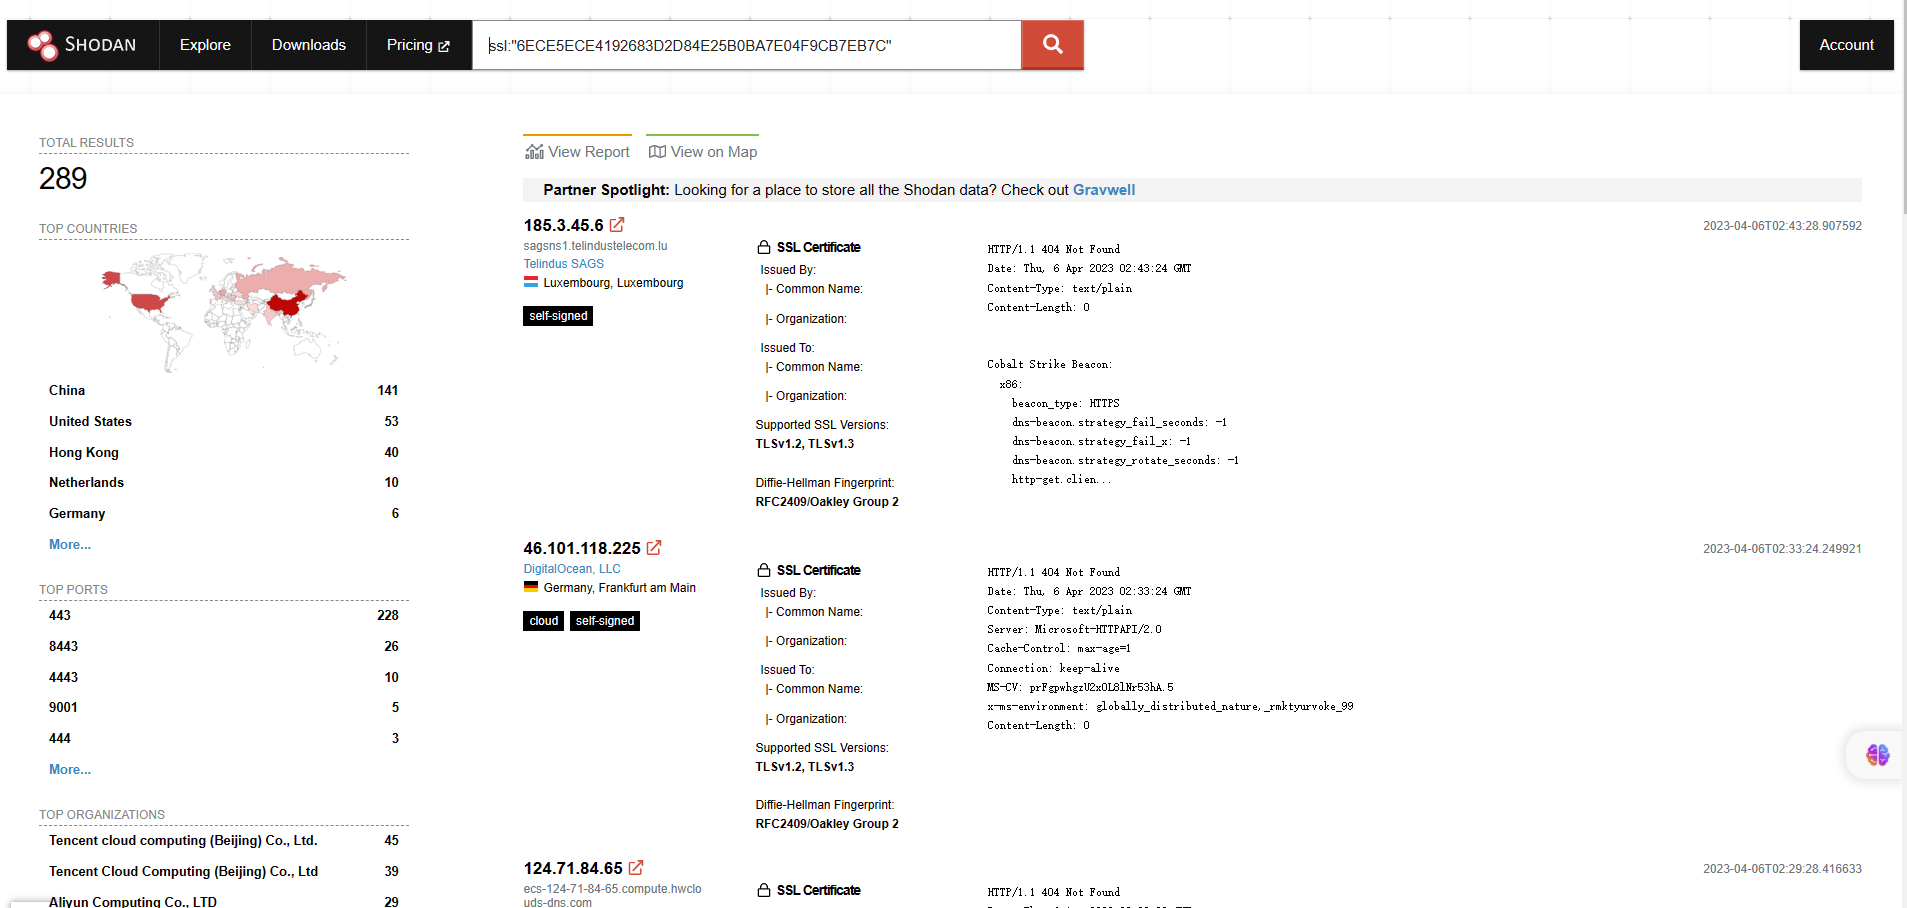 SHODAN Explore Downloads Pricing ssl:"6ECE5ECE4192683D2D84E25B0BA7E04F9CB7EB7C" Account
TOTAL RESULTS
289
TOP COUNTRIES
China 141
United States 53
Hong Kong 40
Netherlands 10
Germany 6
More...
TOP PORTS
443 228
8443 26
4443 10
9001 5
444 3
More...
TOP ORGANIZATIONS
Tencent cloud computing (Beijing) Co., Ltd. 45
Tencent Cloud Computing (Beijing) Co., Ltd 39
Aliyun Computing Co., LTD 29
View Report View on Map
Partner Spotlight: Looking for a place to store all the Shodan data? Check out Gravwell
185.3.45.6
2023-04-06T02:43:28.907592
sagsns1.telindustelecom.lu
Telindus SAGS
Luxembourg, Luxembourg
self-signed
SSL Certificate
Issued By:
|- Common Name:
|- Organization:
Issued To:
|- Common Name:
|- Organization:
Supported SSL Versions:
TLSv1.2, TLSv1.3
Diffie-Hellman Fingerprint:
RFC2409/Oakley Group 2
HTTP/1.1 404 Not Found
Date: Thu, 6 Apr 2023 02:43:24 GMT
Content-Type: text/plain
Content-Length: 0
Cobalt Strike Beacon:
x86:
beacon_type: HTTPS
dns-beacon.strategy_fail_seconds: -1
dns-beacon.strategy_fail_x: -1
dns-beacon.strategy_rotate_seconds: -1
http-get.clien...
46.101.118.225
2023-04-06T02:33:24.249921
DigitalOcean, LLC
Germany, Frankfurt am Main
cloud self-signed
SSL Certificate
Issued By:
|- Common Name:
|- Organization:
Issued To:
|- Common Name:
|- Organization:
Supported SSL Versions:
TLSv1.2, TLSv1.3
Diffie-Hellman Fingerprint:
RFC2409/Oakley Group 2
HTTP/1.1 404 Not Found
Date: Thu, 6 Apr 2023 02:33:24 GMT
Content-Type: text/plain
Server: Microsoft-HTTPAPI/2.0
Cache-Control: max-age=1
Connection: keep-alive
MS-CV: prFgpwhgzU2xOL8lNr53hA.5
x-ms-environment: globally_distributed_nature,_rmktyurvoke_99
Content-Length: 0
124.71.84.65
2023-04-06T02:29:28.416633
ecs-124-71-84-65.compute.hwclo
uds-dns.com
SSL Certificate
HTTP/1.1 404 Not Found